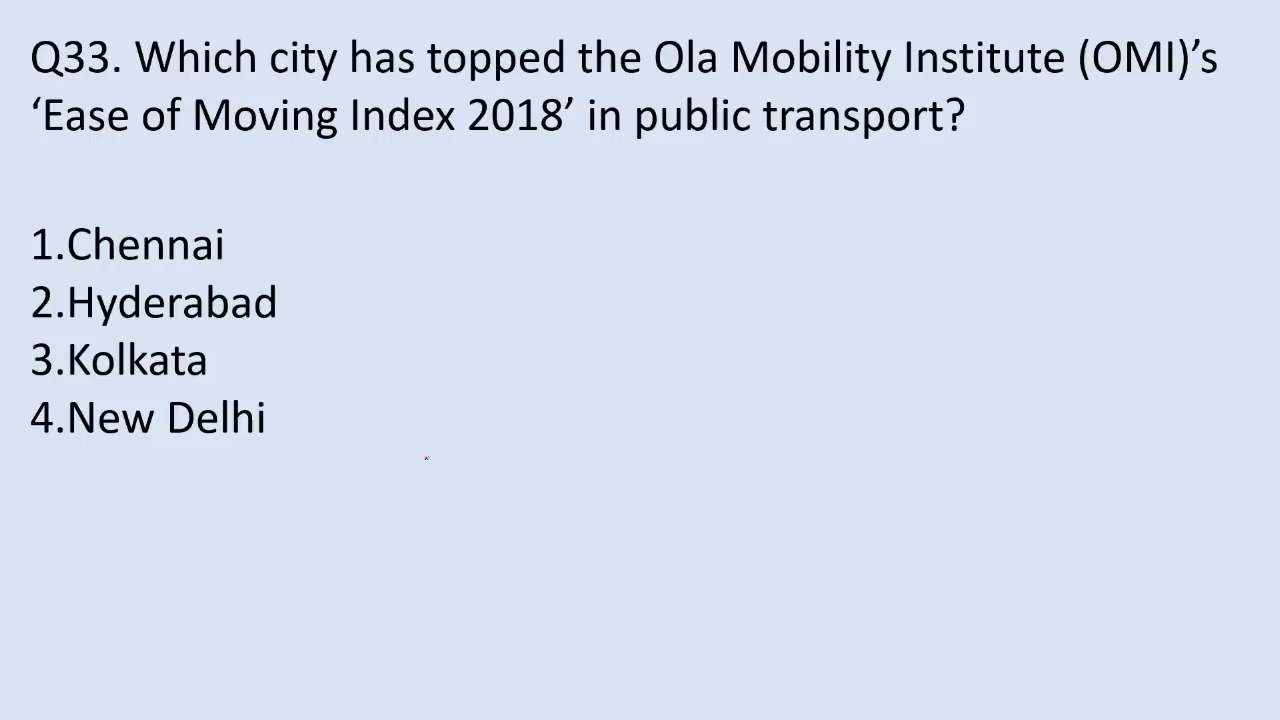 Q33. Which city has topped the Ola Mobility Institute (OMI)’s
‘Ease of Moving Index 2018’ in public transport?
1.Chennai
2.Hyderabad
3.Kolkata
4.New Delhi